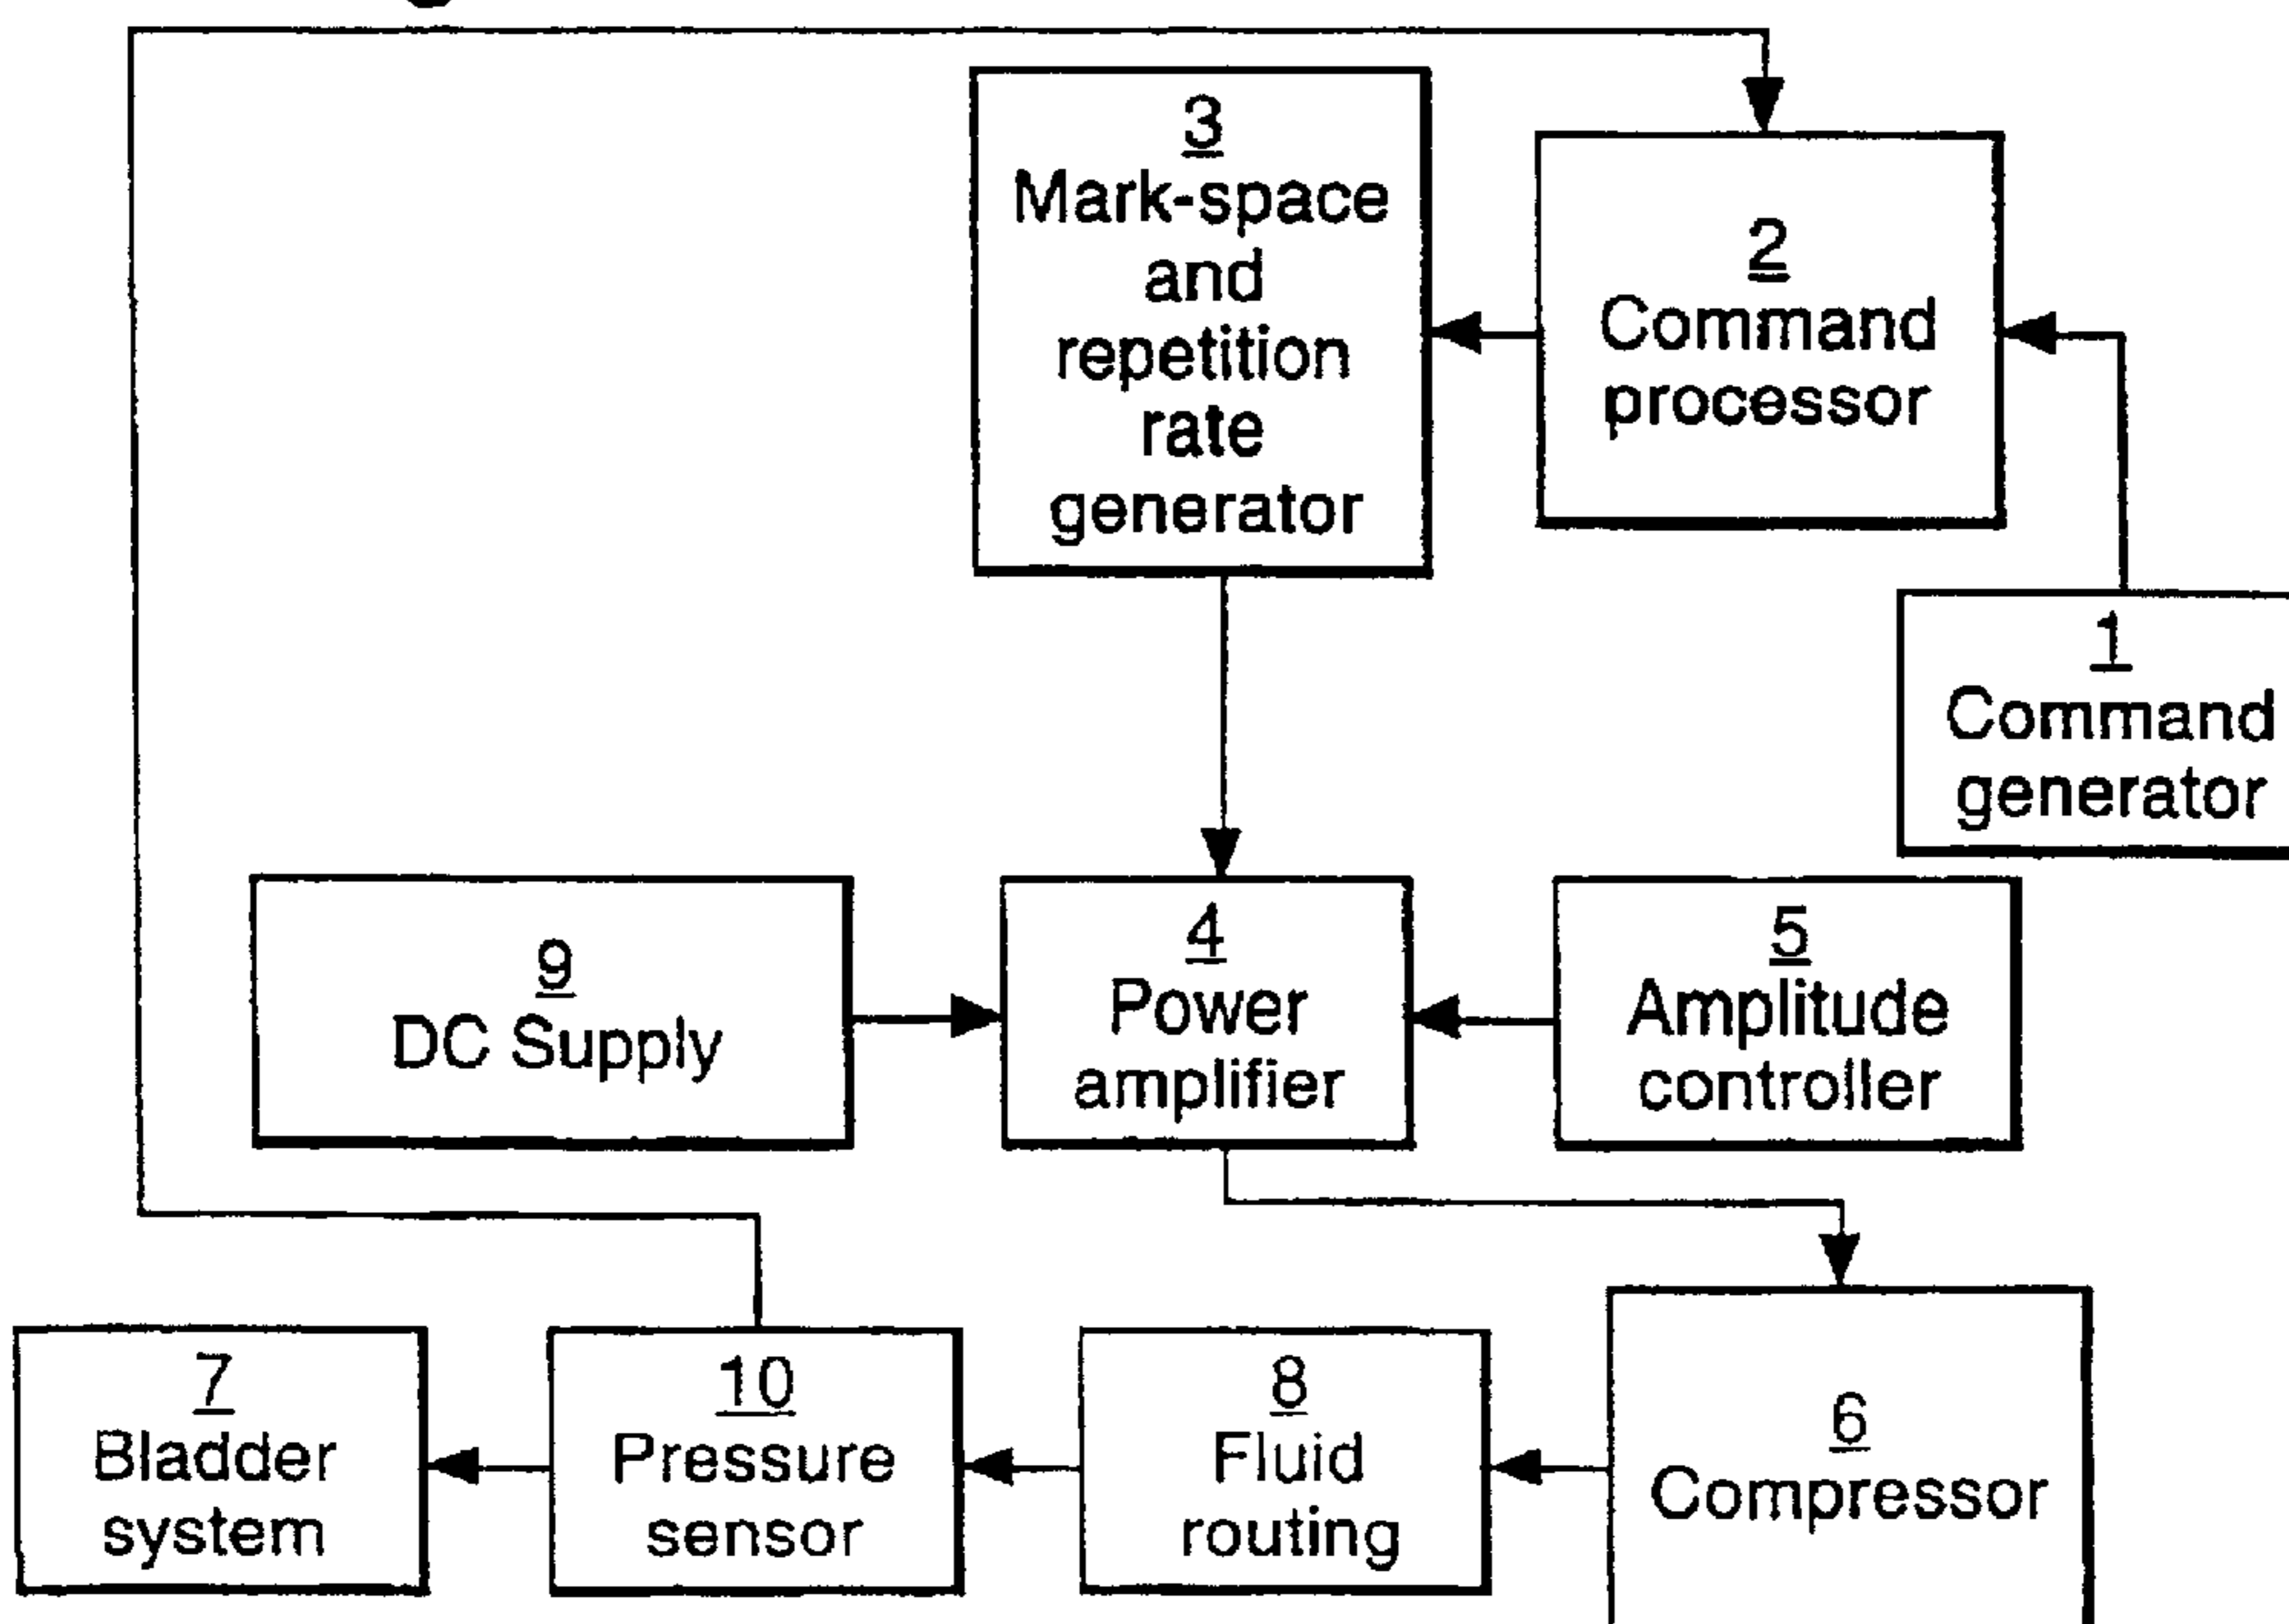 3
Mark-space
and
repetition
rate
generator
2
Command
processor
1
Command
generator
9
DC Supply
4
Power
amplifier
5
Amplitude
controller
7
Bladder
system
10
Pressure
sensor
8
Fluid
routing
6
Compressor